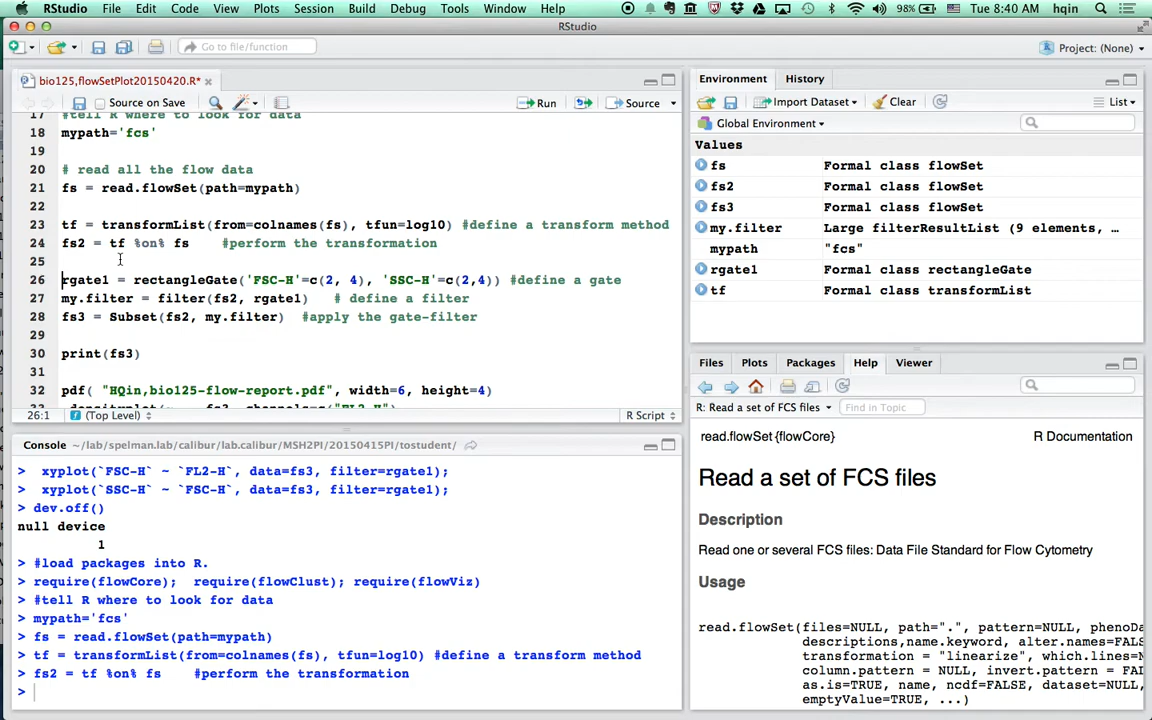 RStudio File Edit Code View Plots Session Build Debug Tools Window Help 98% Tue 8:40 AM hqin
RStudio
Go to file/function Project: (None)
bio125,flowSetPlot20150420.R*
Source on Save Run Source
17 #tell R where to look for data
18 mypath='fcs'
19
20 # read all the flow data
21 fs = read.flowSet(path=mypath)
22
23 tf = transformList(from=colnames(fs), tfun=log10) #define a transform method
24 fs2 = tf %on% fs #perform the transformation
25
26 rgate1 = rectangleGate('FSC-H'=c(2, 4), 'SSC-H'=c(2,4)) #define a gate
27 my.filter = filter(fs2, rgate1) # define a filter
28 fs3 = Subset(fs2, my.filter) #apply the gate-filter
29
30 print(fs3)
31
32 pdf( "HQin,bio125-flow-report.pdf", width=6, height=4)
26:1 (Top Level) R Script
Console ~/lab/spelman.lab/calibur/lab.calibur/MSH2PI/20150415PI/tostudent/
> xyplot(`FSC-H` ~ `FL2-H`, data=fs3, filter=rgate1);
> xyplot(`SSC-H` ~ `FSC-H`, data=fs3, filter=rgate1);
> dev.off()
null device
1
> #load packages into R.
> require(flowCore); require(flowClust); require(flowViz)
> #tell R where to look for data
> mypath='fcs'
> fs = read.flowSet(path=mypath)
> tf = transformList(from=colnames(fs), tfun=log10) #define a transform method
> fs2 = tf %on% fs #perform the transformation
>
Environment History
Import Dataset Clear List
Global Environment
Values
fs Formal class flowSet
fs2 Formal class flowSet
fs3 Formal class flowSet
my.filter Large filterResultList (9 elements, …
mypath "fcs"
rgate1 Formal class rectangleGate
tf Formal class transformList
Files Plots Packages Help Viewer
R: Read a set of FCS files Find in Topic
read.flowSet {flowCore} R Documentation
Read a set of FCS files
Description
Read one or several FCS files: Data File Standard for Flow Cytometry
Usage
read.flowSet(files=NULL, path=".", pattern=NULL, phenoDa
descriptions,name.keyword, alter.names=FALS
transformation = "linearize", which.lines=N
column.pattern = NULL, invert.pattern = FAL
as.is=TRUE, name, ncdf=FALSE, dataset=NULL,
emptyValue=TRUE, ...)